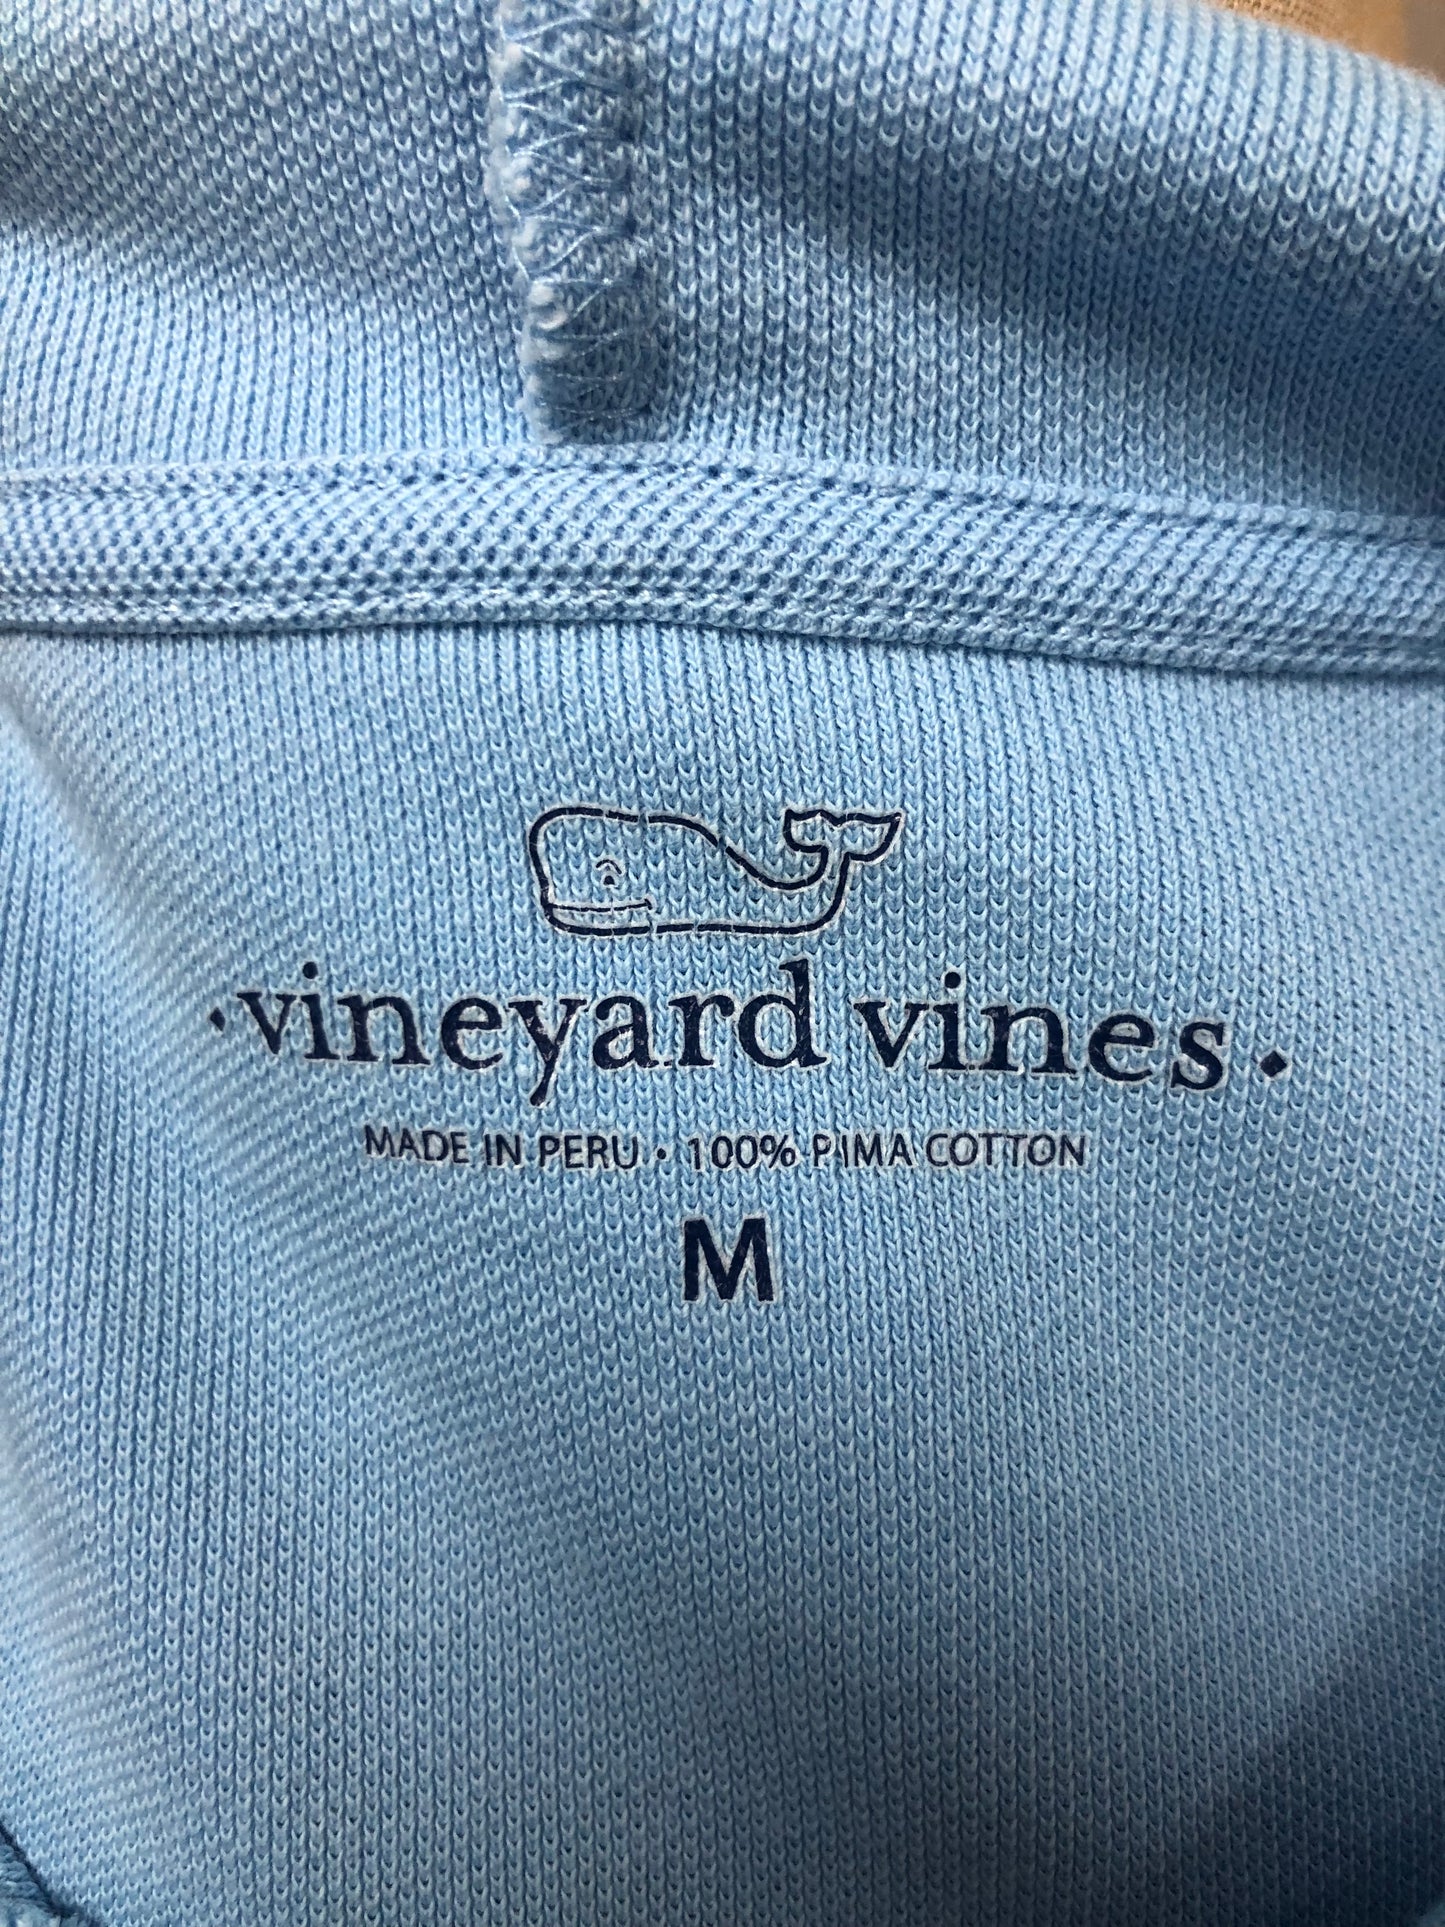 ·vineyard vines·
MADE IN PERU · 100% PIMA COTTON
M